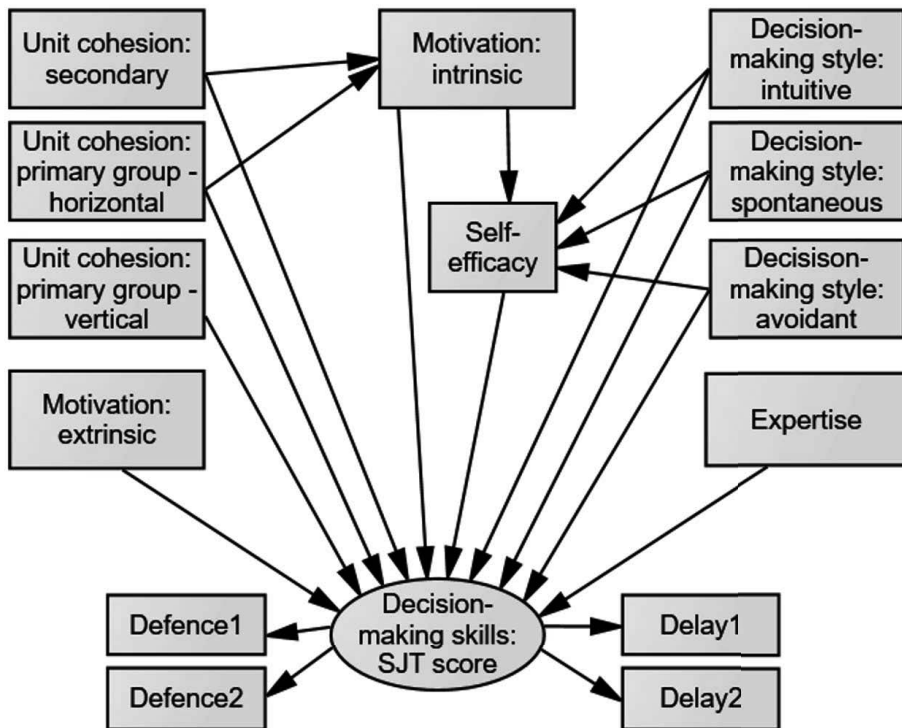 Unit cohesion:
secondary
Motivation:
intrinsic
Decision-
making style:
intuitive
Unit cohesion:
primary group -
horizontal
Decision-
making style:
spontaneous
Self-
efficacy
Unit cohesion:
primary group -
vertical
Decisison-
making style:
avoidant
Motivation:
extrinsic
Expertise
Decision-
making skills:
SJT score
Defence1
Delay1
Defence2
Delay2